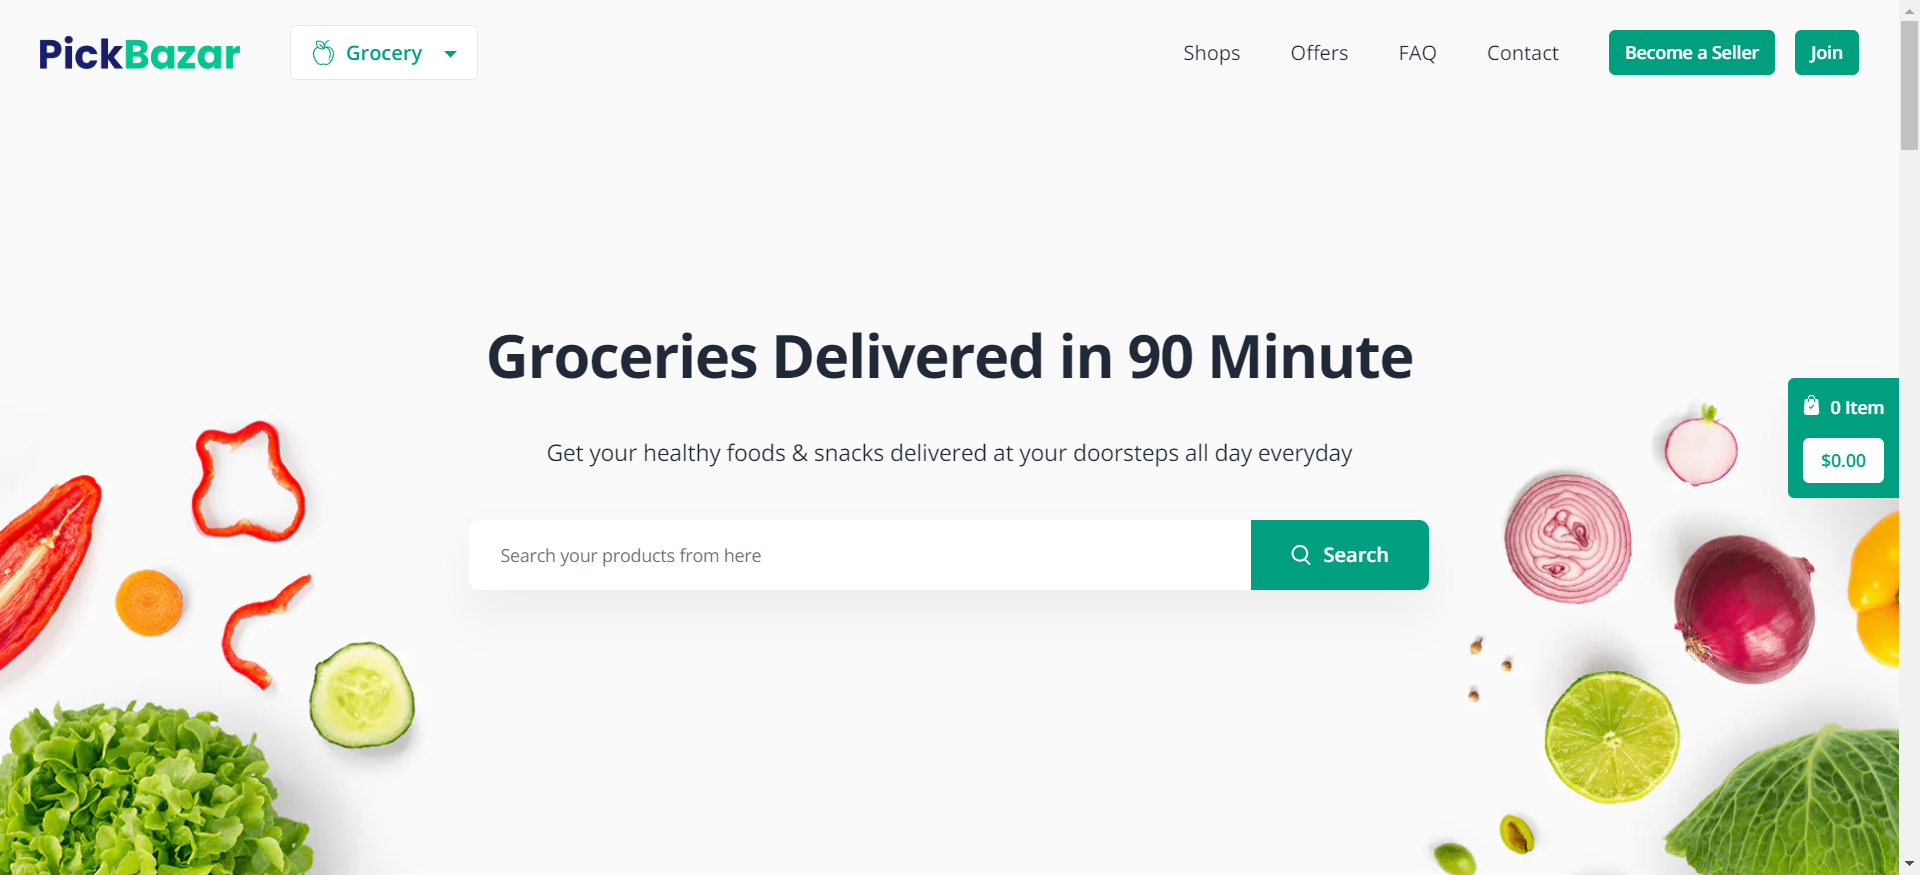 PickBazar
Grocery
Shops
Offers
FAQ
Contact
Become a Seller
Join
Groceries Delivered in 90 Minute
Get your healthy foods & snacks delivered at your doorsteps all day everyday
Search your products from here
Search
0 Item
$0.00